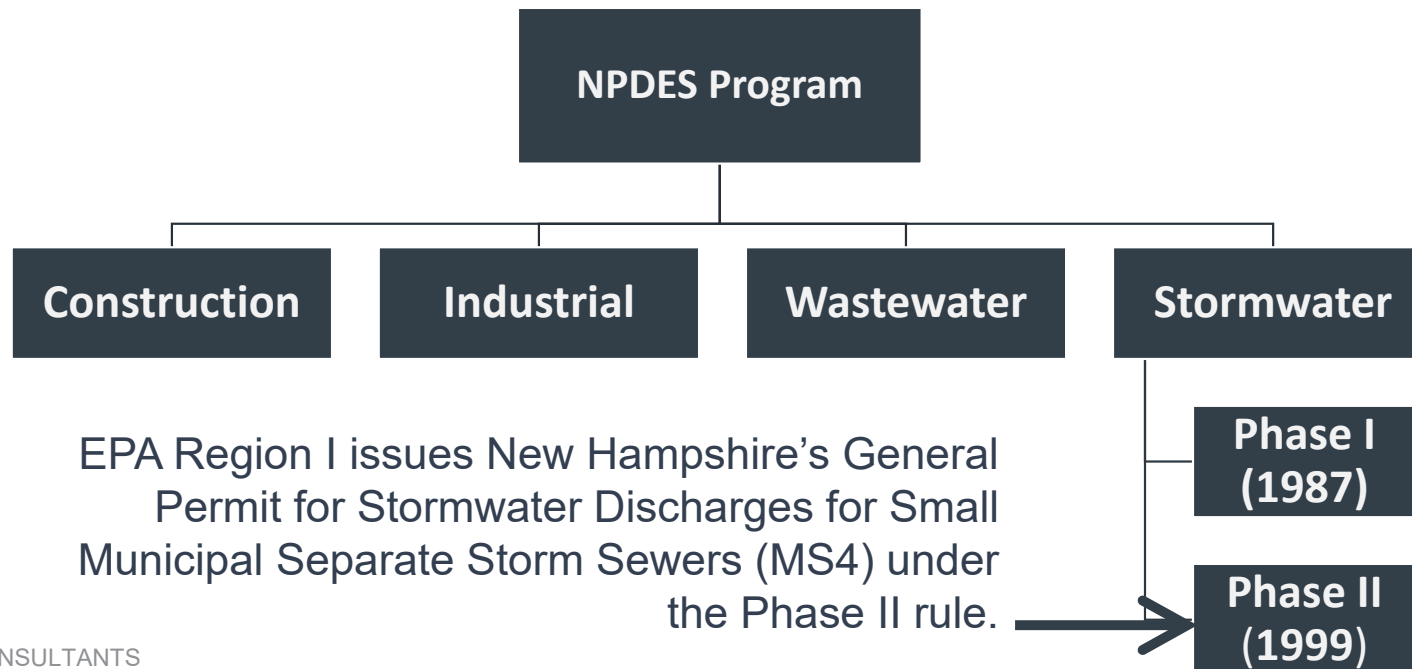 NPDES Program
Construction
Industrial
Wastewater
Stormwater
Phase I
(1987)
EPA Region I issues New Hampshire’s General
Permit for Stormwater Discharges for Small
Municipal Separate Storm Sewers (MS4) under
the Phase II rule.
Phase II
(1999)
NSULTANTS